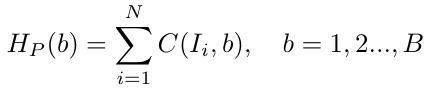 $H_P(b) = \sum_{i=1}^{N} C(I_i, b), \quad b = 1, 2..., B$